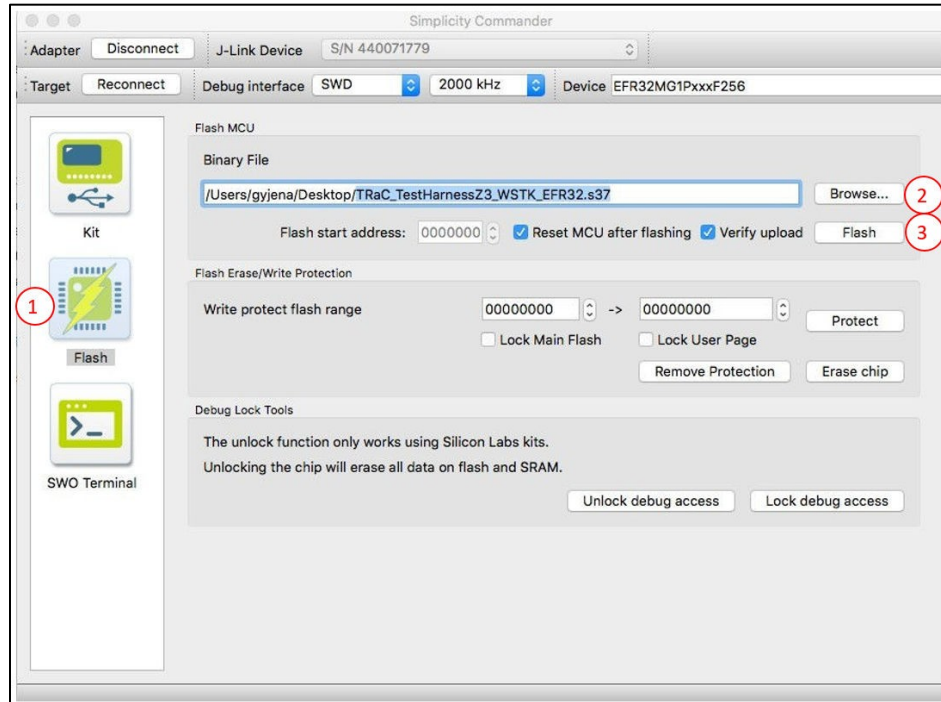 Simplicity Commander
Adapter Disconnect J-Link Device S/N 440071779
Target Reconnect Debug interface SWD 2000 kHz Device EFR32MG1PxxxF256
Flash MCU
Binary File
/Users/gyjena/Desktop/TRaC_TestHarnessZ3_WSTK_EFR32.s37 Browse... 2
Kit
Flash start address: 0000000 Reset MCU after flashing Verify upload Flash 3
Flash Erase/Write Protection
1
Write protect flash range 00000000 -> 00000000 Protect
Lock Main Flash Lock User Page
Flash
Remove Protection Erase chip
Debug Lock Tools
The unlock function only works using Silicon Labs kits.
Unlocking the chip will erase all data on flash and SRAM.
SWO Terminal
Unlock debug access Lock debug access